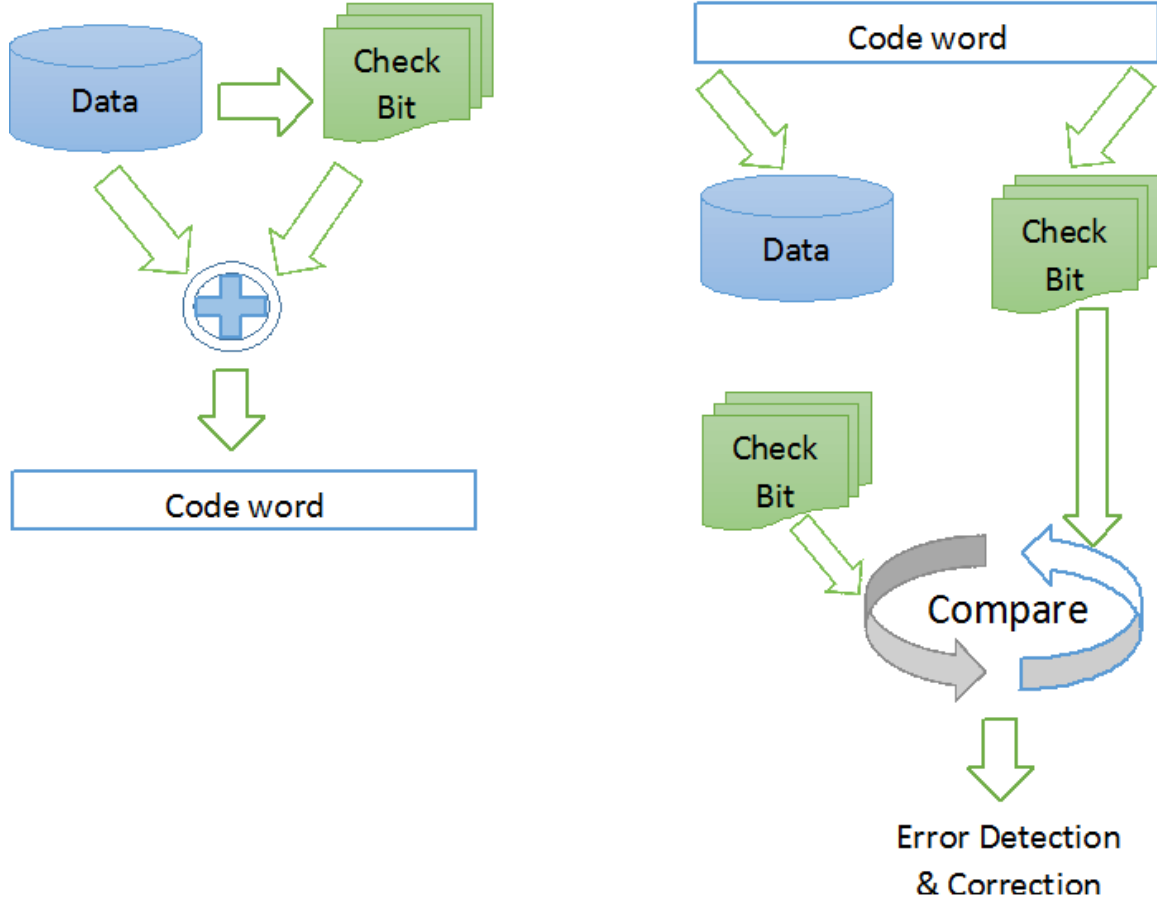 Data
Check
Bit
Code word
Code word
Data
Check
Bit
Check
Bit
Compare
Error Detection
& Correction